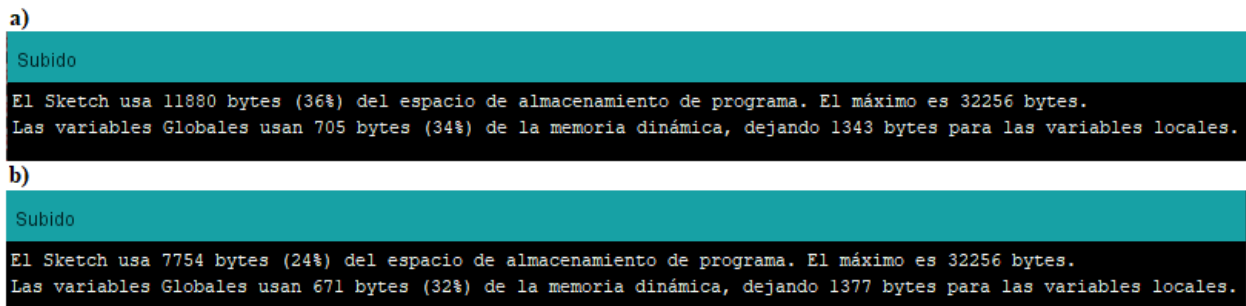 a)
Subido
El Sketch usa 11880 bytes (36%) del espacio de almacenamiento de programa. El máximo es 32256 bytes.
Las variables Globales usan 705 bytes (34%) de la memoria dinámica, dejando 1343 bytes para las variables locales.
b)
Subido
El Sketch usa 7754 bytes (24%) del espacio de almacenamiento de programa. El máximo es 32256 bytes.
Las variables Globales usan 671 bytes (32%) de la memoria dinámica, dejando 1377 bytes para las variables locales.